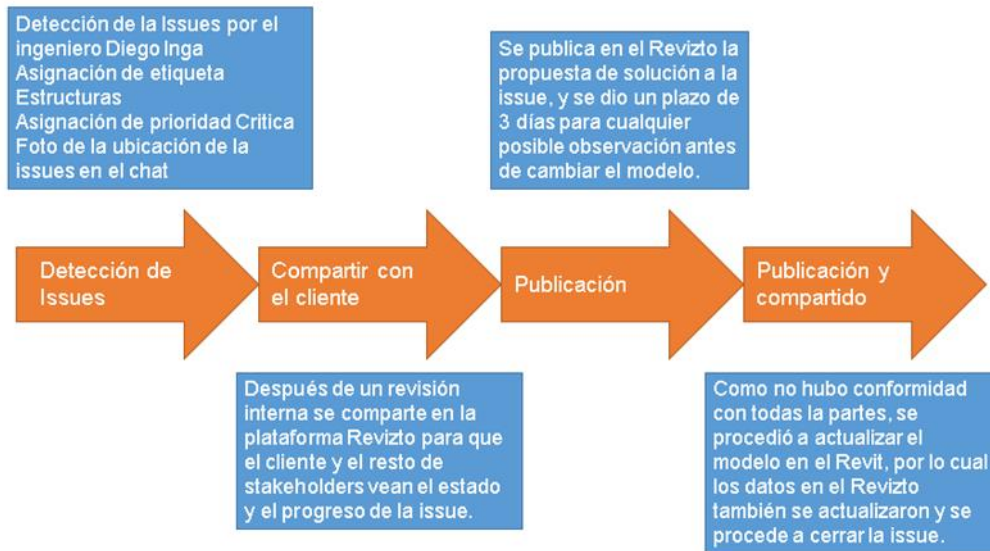 Detección de la Issues por el
ingeniero Diego Inga
Asignación de etiqueta
Estructuras
Asignación de prioridad Critica
Foto de la ubicación de la
issues en el chat
Se publica en el Revizto la
propuesta de solución a la
issue, y se dio un plazo de
3 días para cualquier
posible observación antes
de cambiar el modelo.
Detección de
Issues
Compartir con
el cliente
Publicación
Publicación y
compartido
Después de un revisión
interna se comparte en la
plataforma Revizto para que
el cliente y el resto de
stakeholders vean el estado
y el progreso de la issue.
Como no hubo conformidad
con todas la partes, se
procedió a actualizar el
modelo en el Revit, por lo cual
los datos en el Revizto
también se actualizaron y se
procede a cerrar la issue.